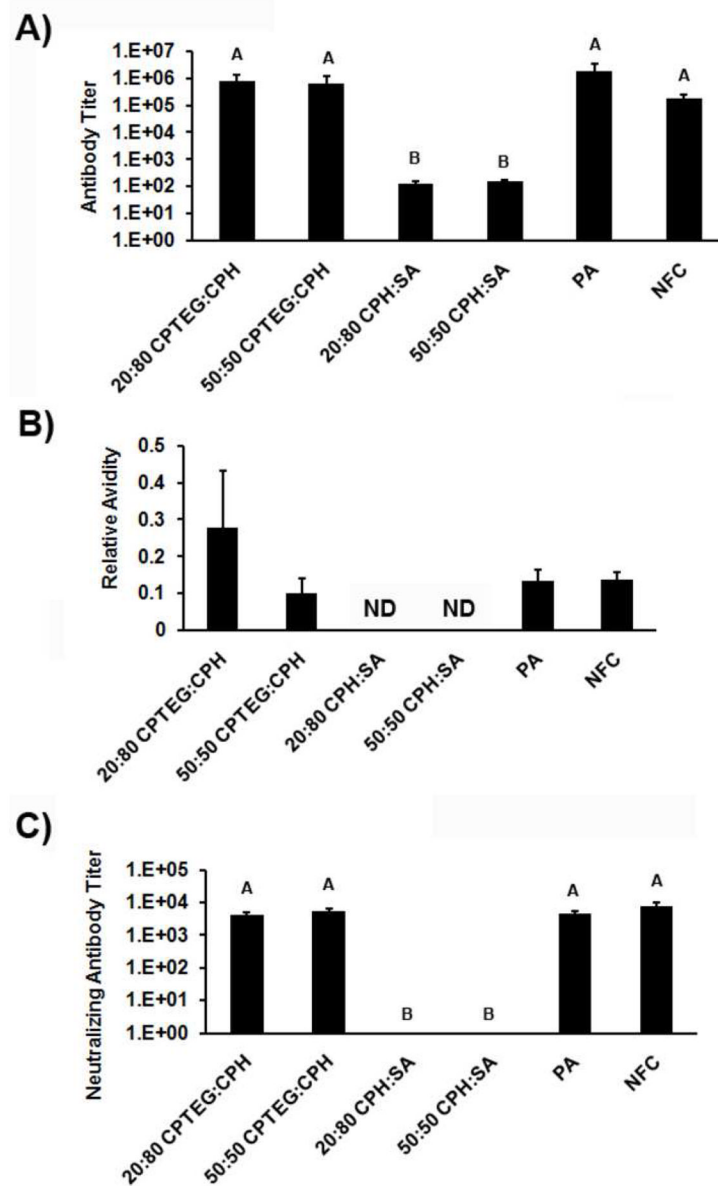 A)
Antibody Titer
1.E+07
1.E+06
1.E+05
1.E+04
1.E+03
1.E+02
1.E+01
1.E+00
A
A
B
B
A
A
20:80 CPTEG:CPH
50:50 CPTEG:CPH
20:80 CPH:SA
50:50 CPH:SA
PA
NFC
B)
Relative Avidity
0.5
0.4
0.3
0.2
0.1
0
ND
ND
20:80 CPTEG:CPH
50:50 CPTEG:CPH
20:80 CPH:SA
50:50 CPH:SA
PA
NFC
C)
Neutralizing Antibody Titer
1.E+05
1.E+04
1.E+03
1.E+02
1.E+01
1.E+00
A
A
B
B
A
A
20:80 CPTEG:CPH
50:50 CPTEG:CPH
20:80 CPH:SA
50:50 CPH:SA
PA
NFC